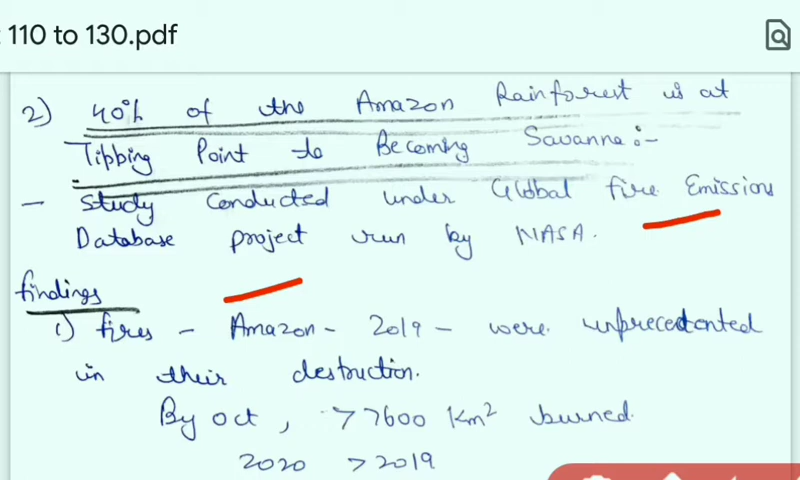 110 to 130.pdf
2) 40% of the Amazon Rainforest is at
Tipping Point to Becoming Savanna:-
- Study conducted under Global fire Emissions
Database project run by NASA.
findings
1) fires - Amazon - 2019 - were unprecedented
in their destruction.
By oct, >7600 Km² burned.
2020 >2019